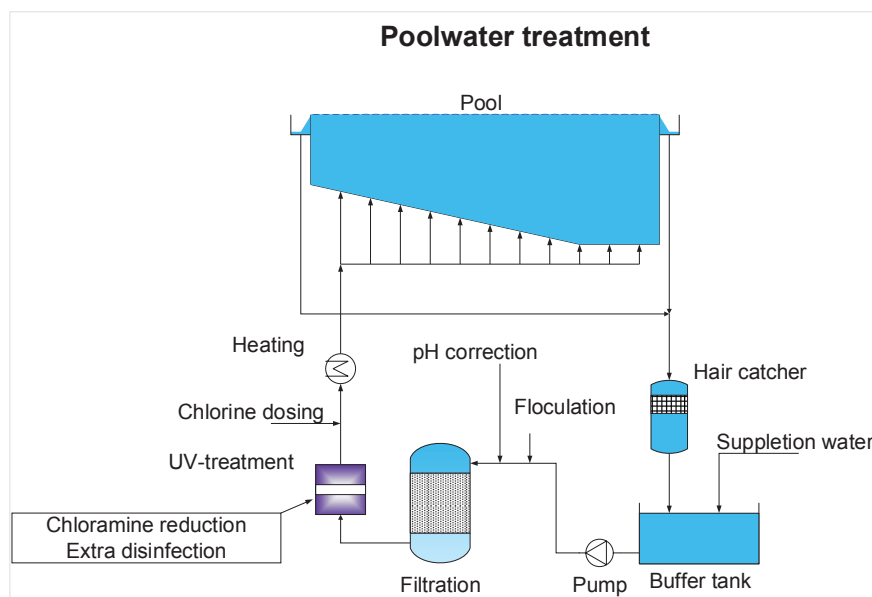 Poolwater treatment
Pool
Heating
pH correction
Hair catcher
Chlorine dosing
Floculation
Suppletion water
UV-treatment
Chloramine reduction
Extra disinfection
Filtration
Pump
Buffer tank